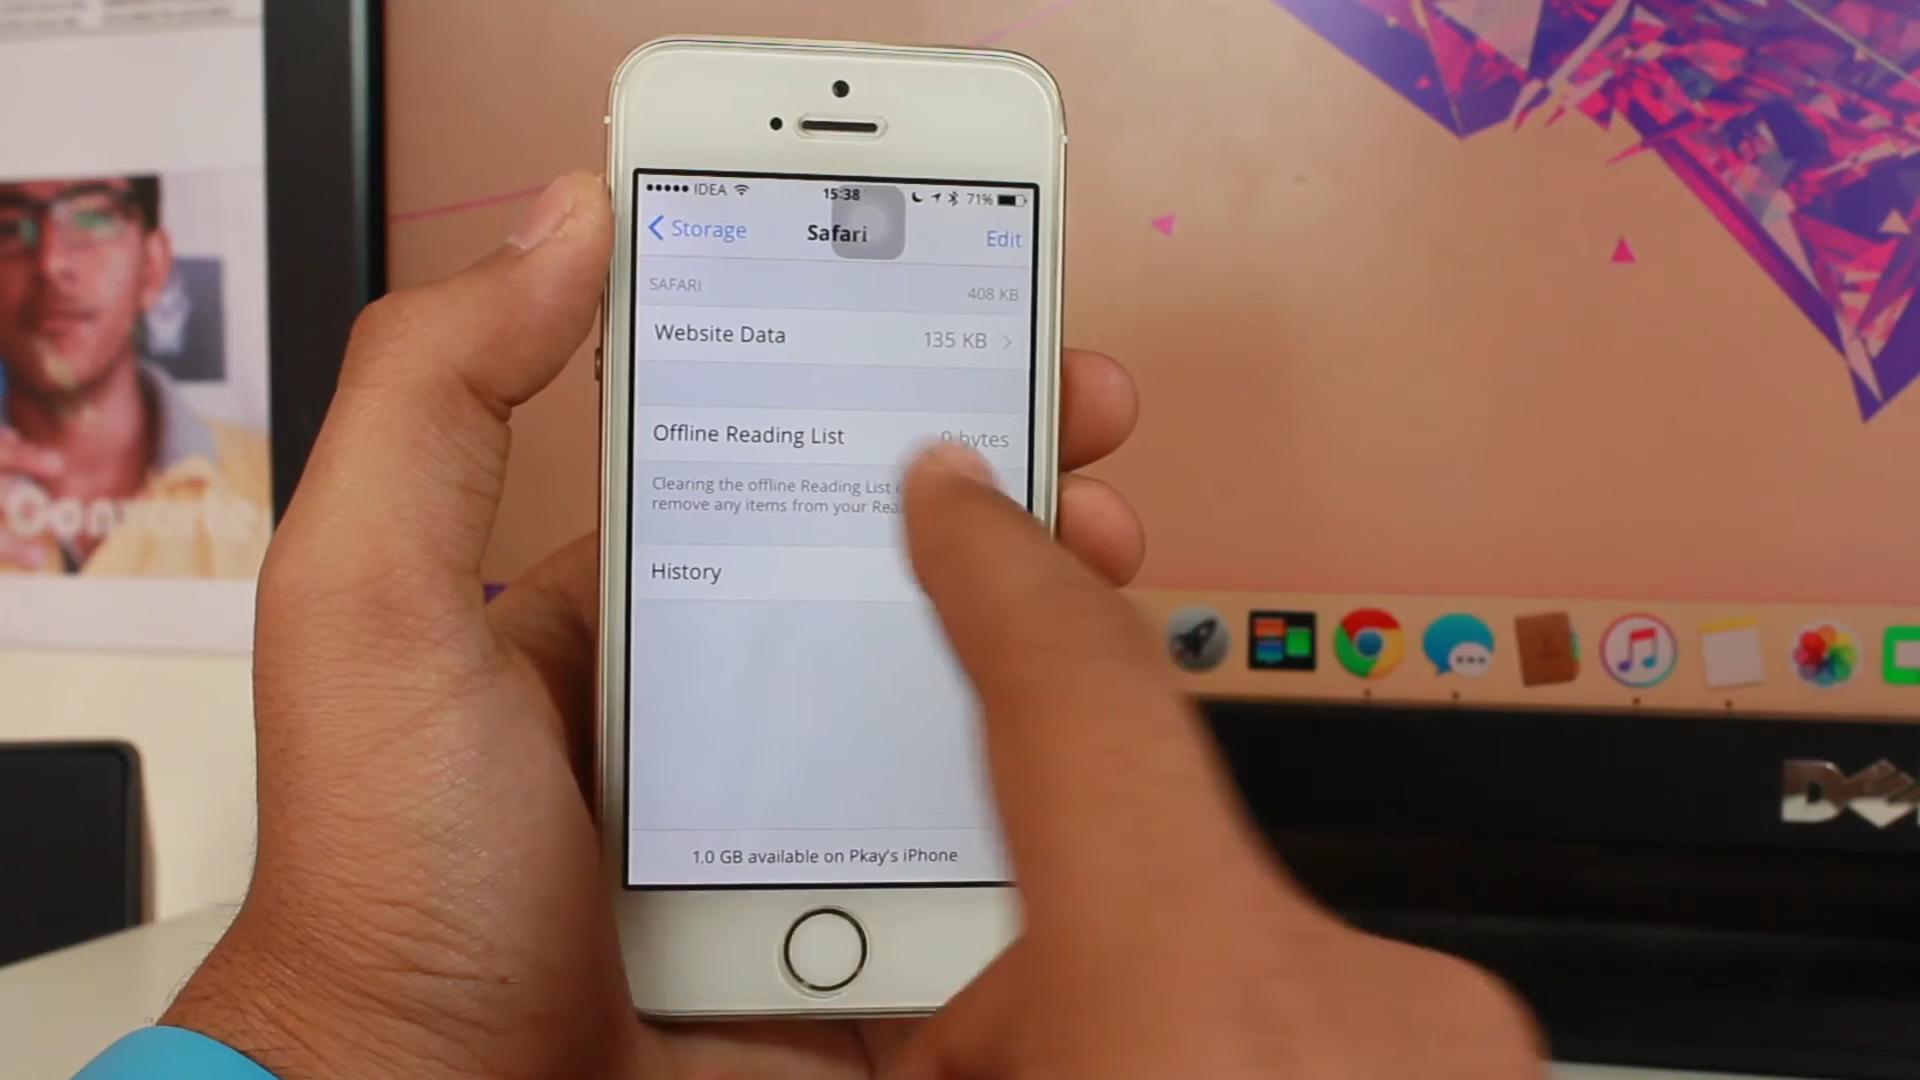 IDEA 15:38 71%
Storage Safari Edit
SAFARI 408 KB
Website Data 135 KB
Offline Reading List 0 bytes
Clearing the offline Reading List
remove any items from your
History
1.0 GB available on Pkay's iPhone